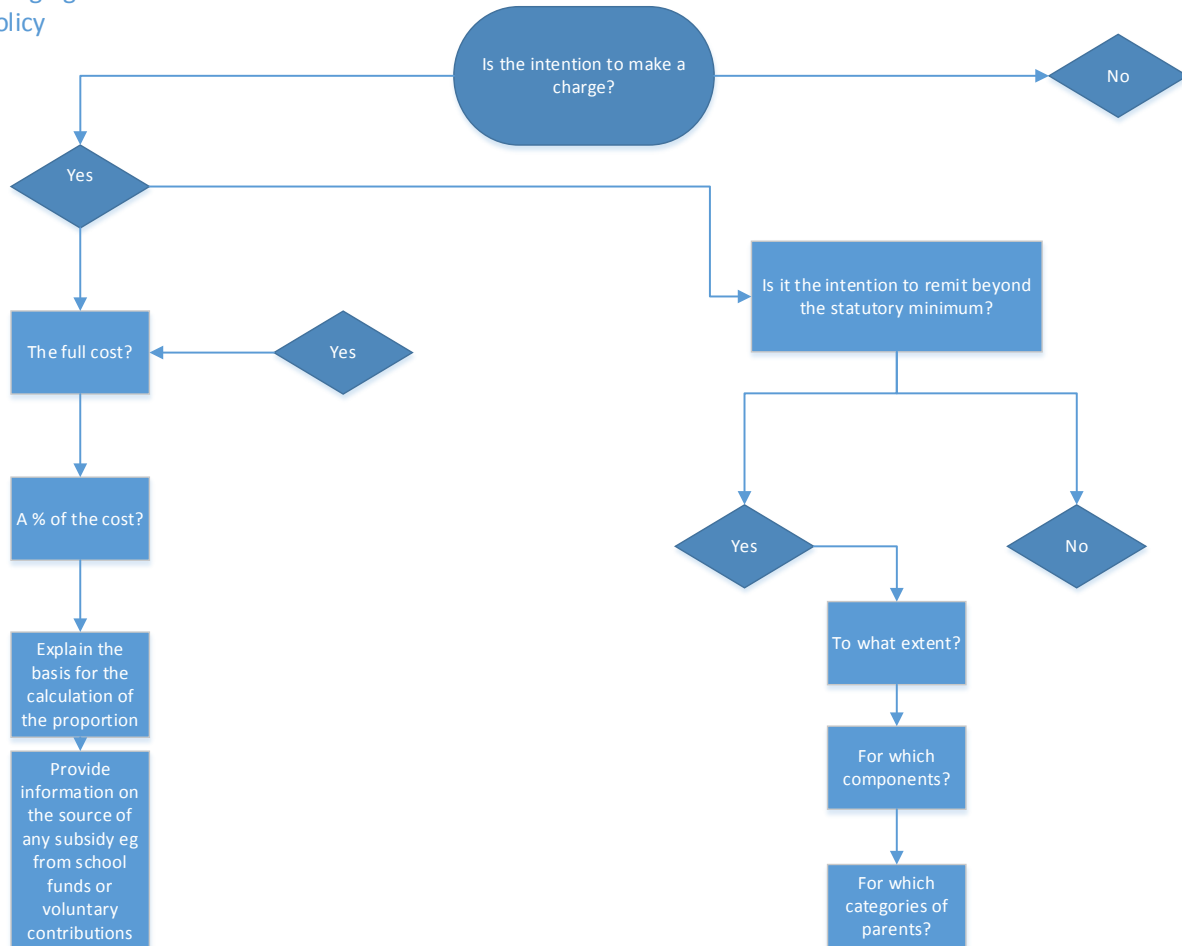 policy
Is the intention to make a
charge?
No
Yes
Is it the intention to remit beyond
the statutory minimum?
The full cost?
Yes
A % of the cost?
Yes
No
Explain the
basis for the
calculation of
the proportion
To what extent?
For which
components?
Provide
information on
the source of
any subsidy eg
from school
funds or
voluntary
contributions
For which
categories of
parents?